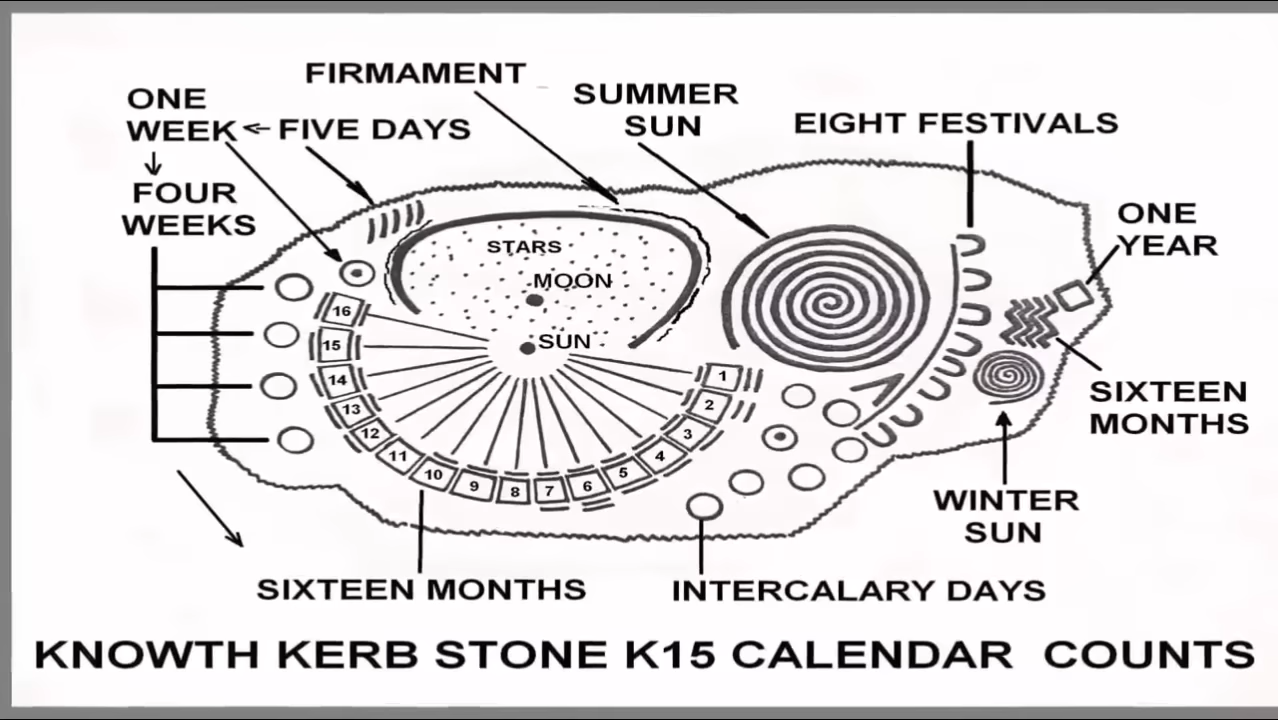 FIRMAMENT
ONE
WEEK
FIVE DAYS
FOUR
WEEKS
SUMMER
SUN
EIGHT FESTIVALS
ONE
YEAR
STARS
MOON
SUN
16
15
14
13
12
11
10
9
8
7
6
5
4
3
2
1
SIXTEEN
MONTHS
WINTER
SUN
SIXTEEN MONTHS
INTERCALARY DAYS
KNOWTH KERB STONE K15 CALENDAR COUNTS